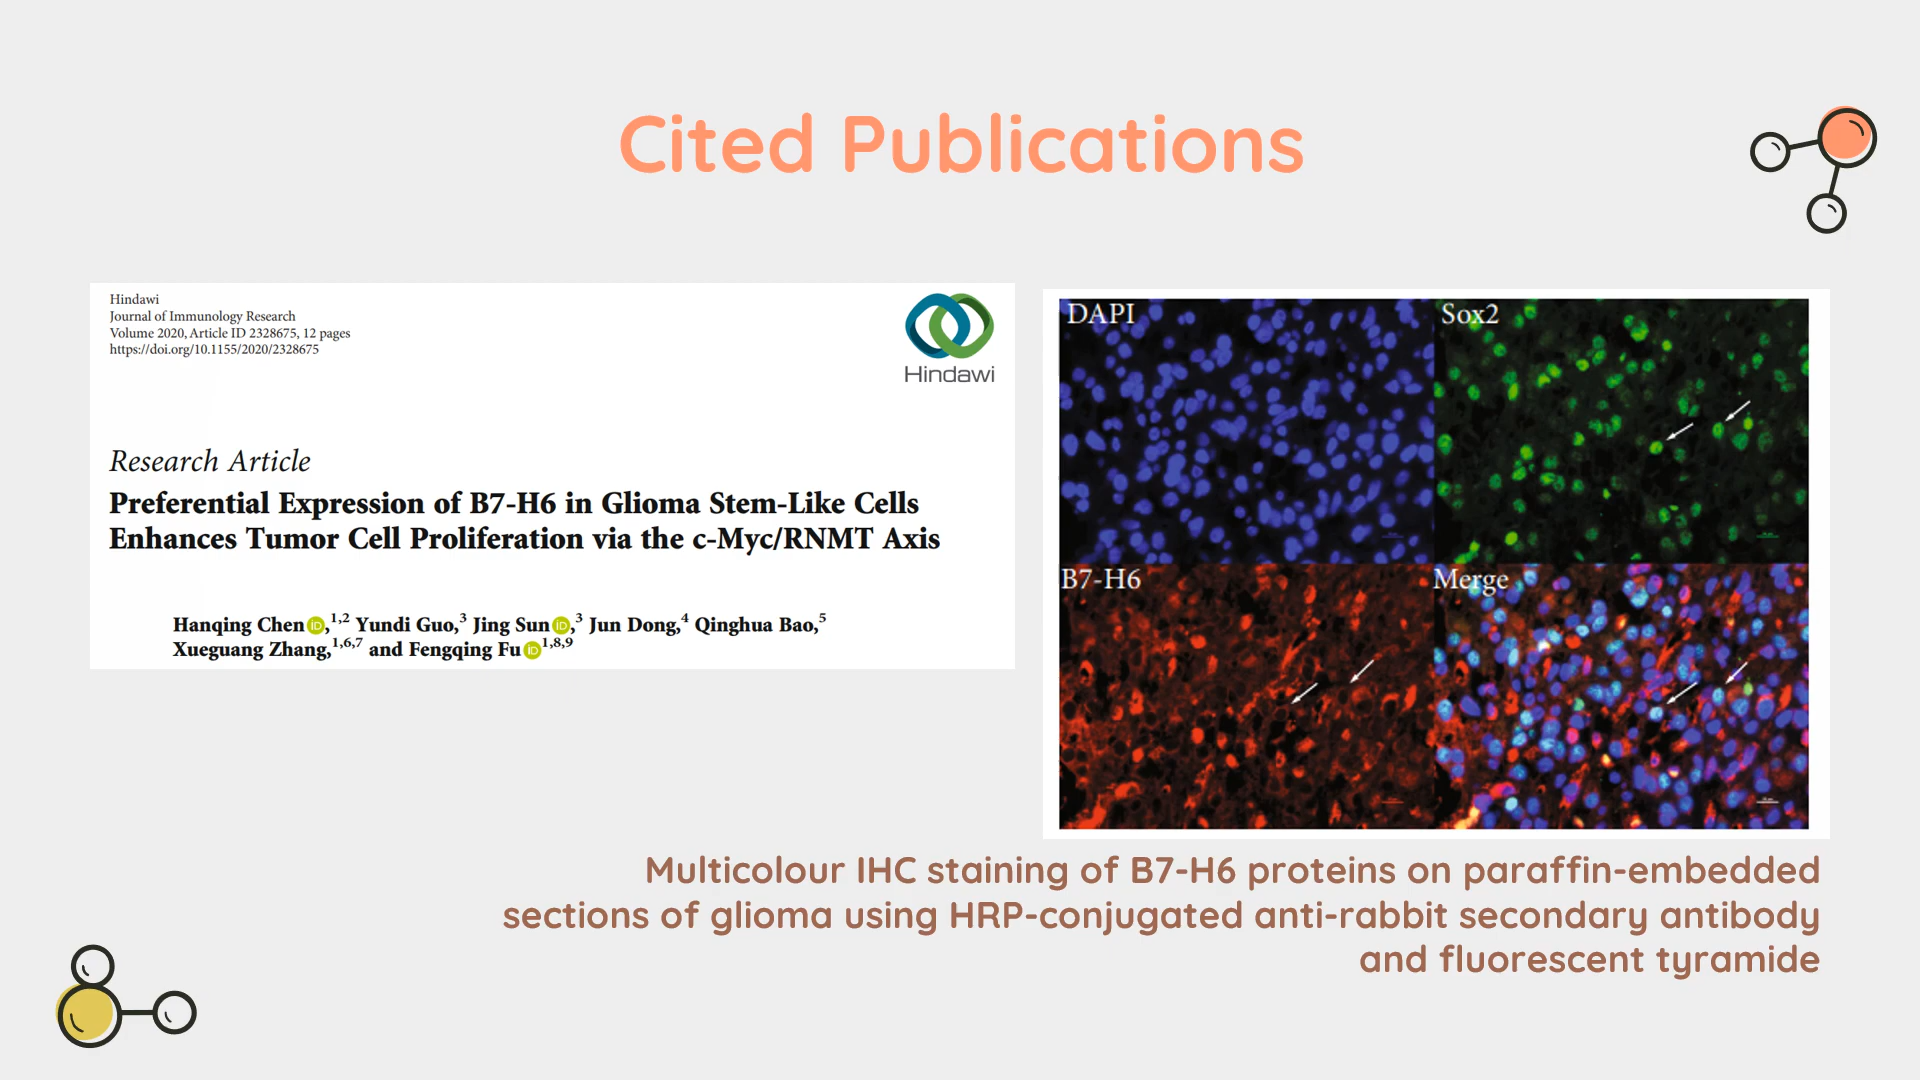 Cited Publications
Hindawi
Journal of Immunology Research
Volume 2020, Article ID 2328675, 12 pages
https://doi.org/10.1155/2020/2328675
Hindawi
Research Article
Preferential Expression of B7-H6 in Glioma Stem-Like Cells
Enhances Tumor Cell Proliferation via the c-Myc/RNMT Axis
Hanqing Chen iD,1,2 Yundi Guo,3 Jing Sun iD,3 Jun Dong,4 Qinghua Bao,5
Xueguang Zhang,1,6,7 and Fengqing Fu iD1,8,9
DAPI
Sox2
B7-H6
Merge
Multicolour IHC staining of B7-H6 proteins on paraffin-embedded
sections of glioma using HRP-conjugated anti-rabbit secondary antibody
and fluorescent tyramide